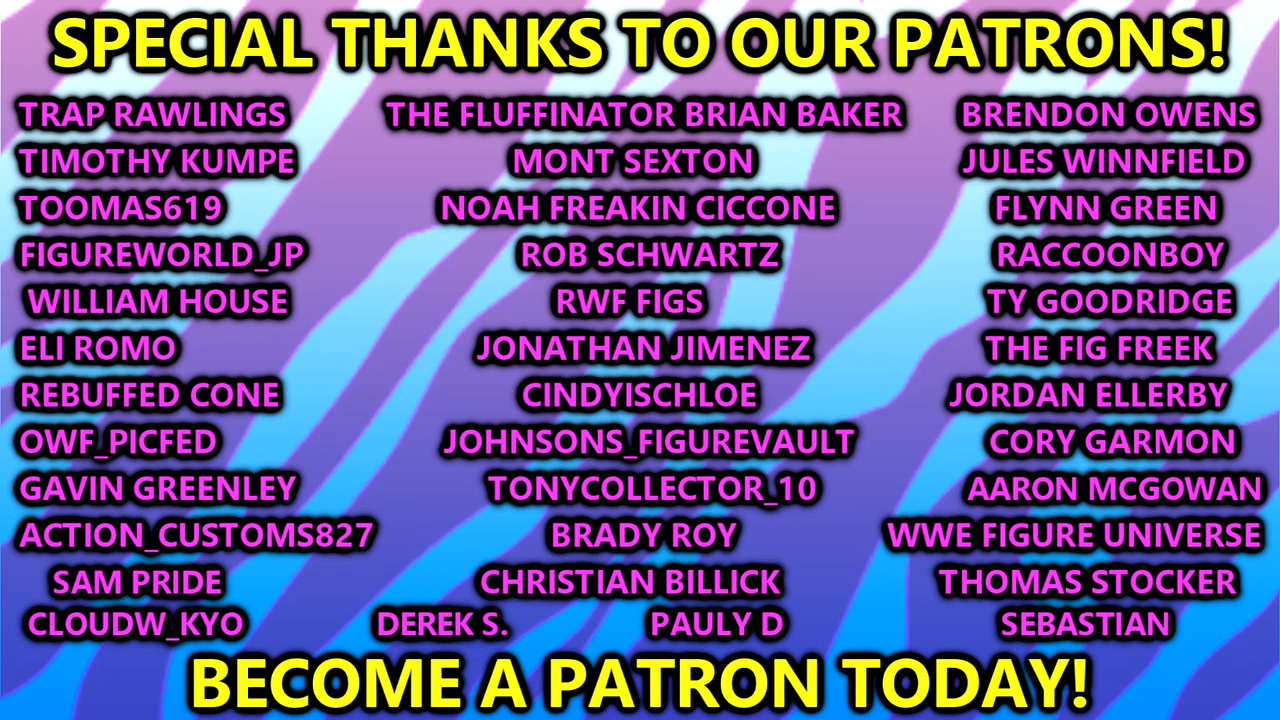 SPECIAL THANKS TO OUR PATRONS!
TRAP RAWLINGS THE FLUFFINATOR BRIAN BAKER BRENDON OWENS
TIMOTHY KUMPE MONT SEXTON JULES WINNFIELD
TOOMAS619 NOAH FREAKIN CICCONE FLYNN GREEN
FIGUREWORLD_JP ROB SCHWARTZ RACCOONBOY
WILLIAM HOUSE RWF FIGS TY GOODRIDGE
ELI ROMO JONATHAN JIMENEZ THE FIG FREEK
REBUFFED CONE CINDYISCHLOE JORDAN ELLERBY
OWF_PICFED JOHNSONS_FIGUREVAULT CORY GARMON
GAVIN GREENLEY TONYCOLLECTOR_10 AARON MCGOWAN
ACTION_CUSTOMS827 BRADY ROY WWE FIGURE UNIVERSE
SAM PRIDE CHRISTIAN BILLICK THOMAS STOCKER
CLOUDW_KYO DEREK S. PAULY D SEBASTIAN
BECOME A PATRON TODAY!